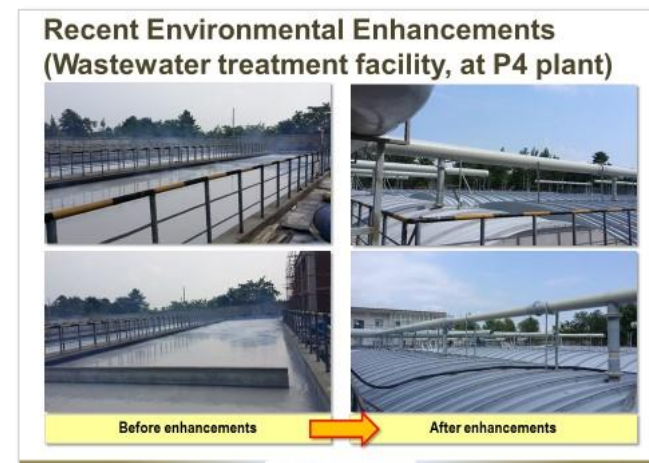 Recent Environmental Enhancements
(Wastewater treatment facility, at P4 plant)
Before enhancements
After enhancements